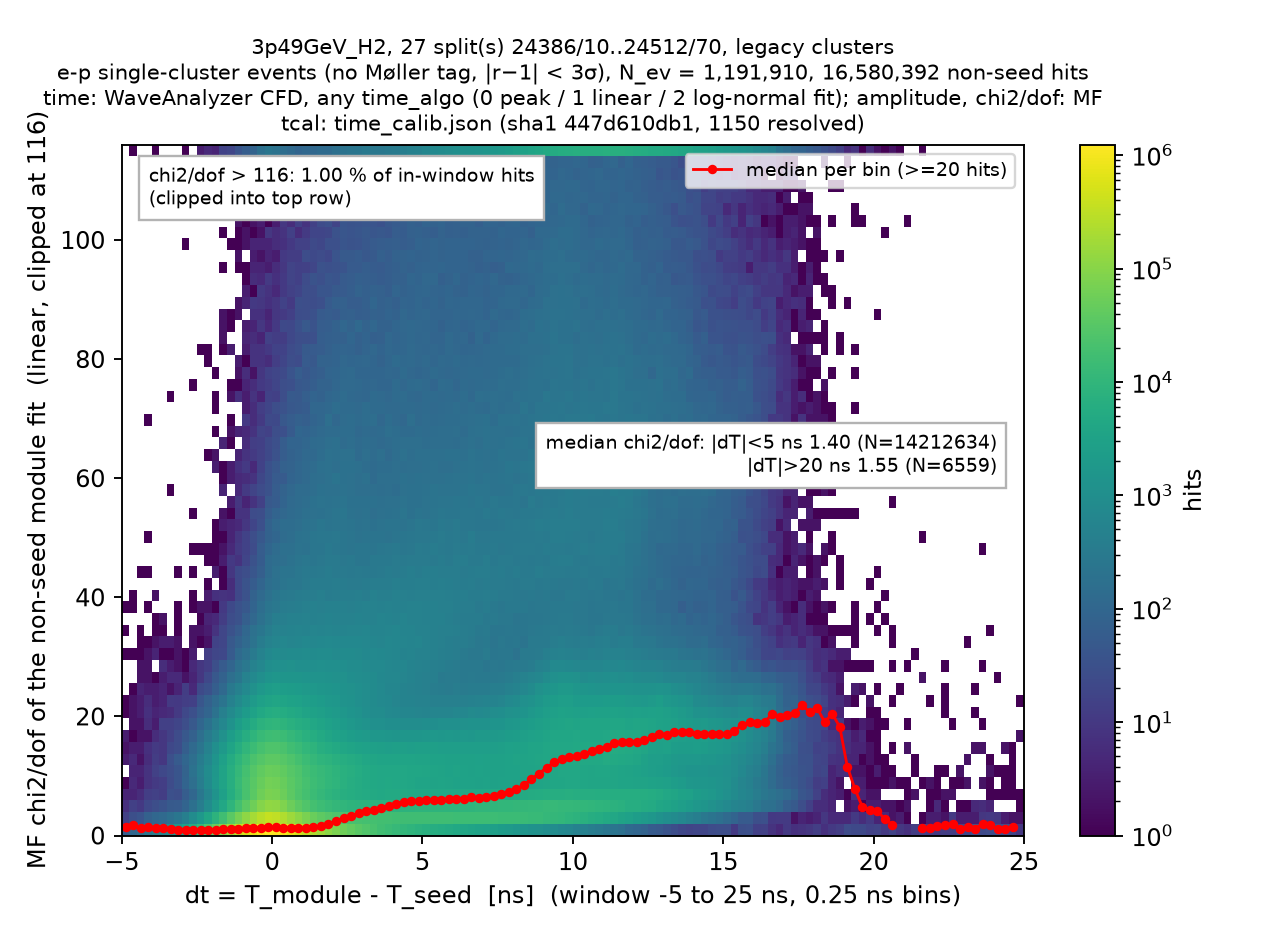 3p49GeV_H2, 27 split(s) 24386/10..24512/70, legacy clusters
e-p single-cluster events (no Møller tag, |r−1| < 3σ), N_ev = 1,191,910, 16,580,392 non-seed hits
time: WaveAnalyzer CFD, any time_algo (0 peak / 1 linear / 2 log-normal fit); amplitude, chi2/dof: MF
tcal: time_calib.json (sha1 447d610db1, 1150 resolved)
chi2/dof > 116: 1.00 % of in-window hits
(clipped into top row)
median per bin (>=20 hits)
median chi2/dof: |dT|<5 ns 1.40 (N=14212634)
|dT|>20 ns 1.55 (N=6559)
MF chi2/dof of the non-seed module fit  (linear, clipped at 116)
100
80
60
40
20
0
−5
0
5
10
15
20
25
dt = T_module - T_seed  [ns]  (window -5 to 25 ns, 0.25 ns bins)
10⁶
10⁵
10⁴
10³
10²
10¹
10⁰
hits